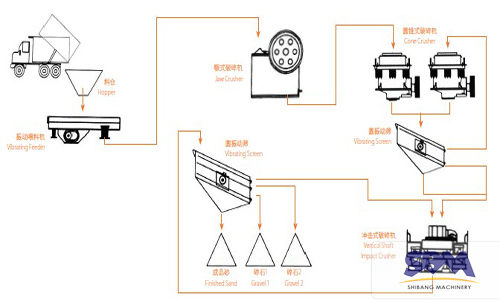 圆锥式破碎机
Cone Crusher
颚式破碎机
Jaw Crusher
料仓
Hopper
振动喂料机
Vibrating Feeder
圆振动筛
Vibrating Screen
圆振动筛
Vibrating Screen
冲击式破碎机
Vertical Shaft
Impact Crusher
成品砂
Finished Sand
碎石1
Gravel 1
碎石2
Gravel 2
SHIBANG MACHINERY